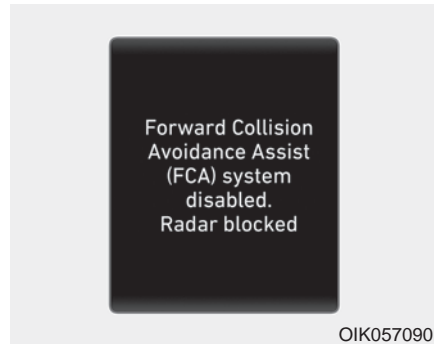 Forward Collision
Avoidance Assist
(FCA) system
disabled.
Radar blocked
OIK057090